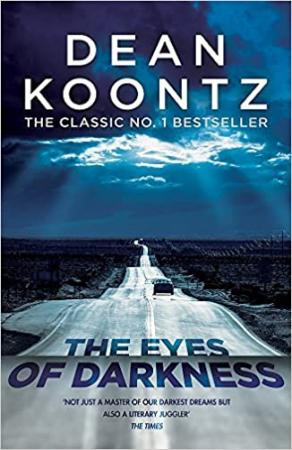 DEAN
KOONTZ
THE CLASSIC NO. 1 BESTSELLER
THE EYES
OF DARKNESS
‘NOT JUST A MASTER OF OUR DARKEST DREAMS BUT
ALSO A LITERARY JUGGLER’
THE TIMES